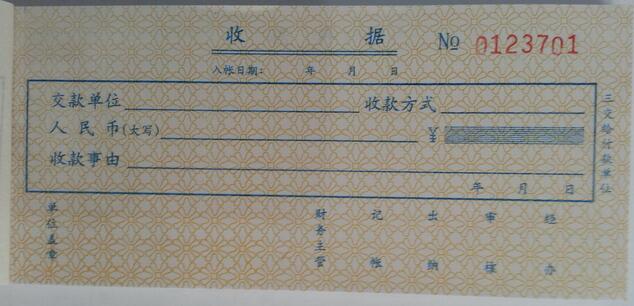 收 据 № 0123701
入帐日期： 年 月 日
交款单位 收款方式
人民币(大写) ¥
收款事由
年 月 日
三交给付款单位
单位盖章 财务主管 记帐 出纳 审核 经办